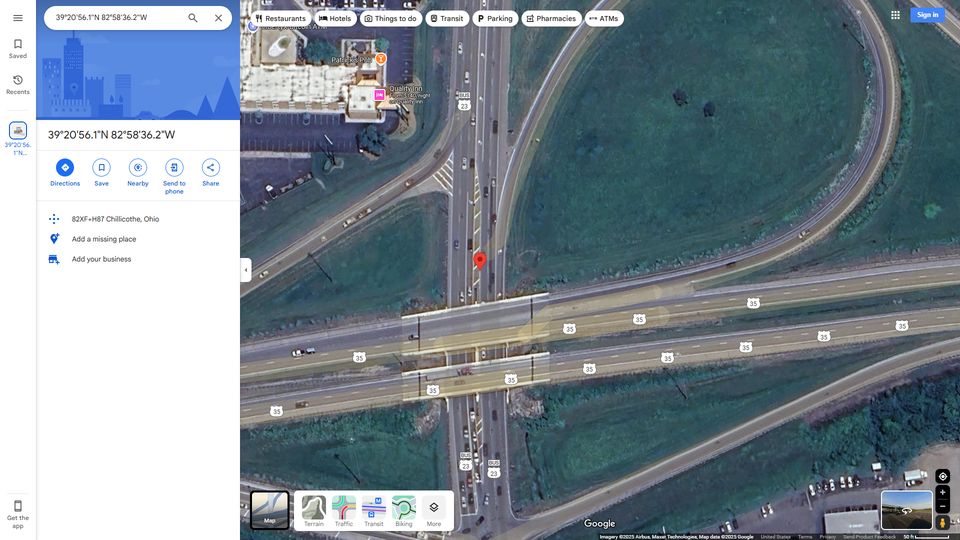 39°20'56.1"N 82°58'36.2"W
Restaurants
Hotels
Things to do
Transit
Parking
Pharmacies
ATMs
Sign in
Saved
Recents
39°20'56.
1"N...
Get the
app
39°20'56.1"N 82°58'36.2"W
Directions
Save
Nearby
Send to
phone
Share
82XF+H87 Chillicothe, Ohio
Add a missing place
Add your business
Quality Inn
BUS
23
35
35
35
35
35
35
35
35
35
35
35
35
BUS
23
BUS
23
Map
Terrain
Traffic
Transit
Biking
More
Google
Imagery ©2025 Airbus, Maxar Technologies, Map data ©2025 Google
United States
Terms
Privacy
Send Product Feedback
50 ft